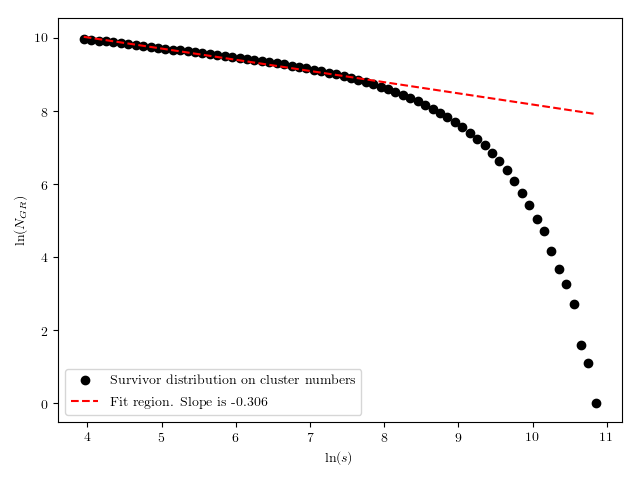 10
8
6
4
2
0
ln(N_{GR})
4 5 6 7 8 9 10 11
ln(s)
Survivor distribution on cluster numbers
Fit region. Slope is -0.306